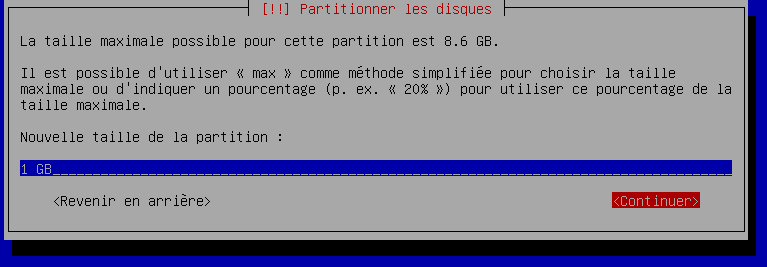 [!!] Partitionner les disques
La taille maximale possible pour cette partition est 8.6 GB.
Il est possible d'utiliser « max » comme méthode simplifiée pour choisir la taille
maximale ou d'indiquer un pourcentage (p. ex. « 20% ») pour utiliser ce pourcentage de la
taille maximale.
Nouvelle taille de la partition :
1 GB
<Revenir en arrière> <Continuer>